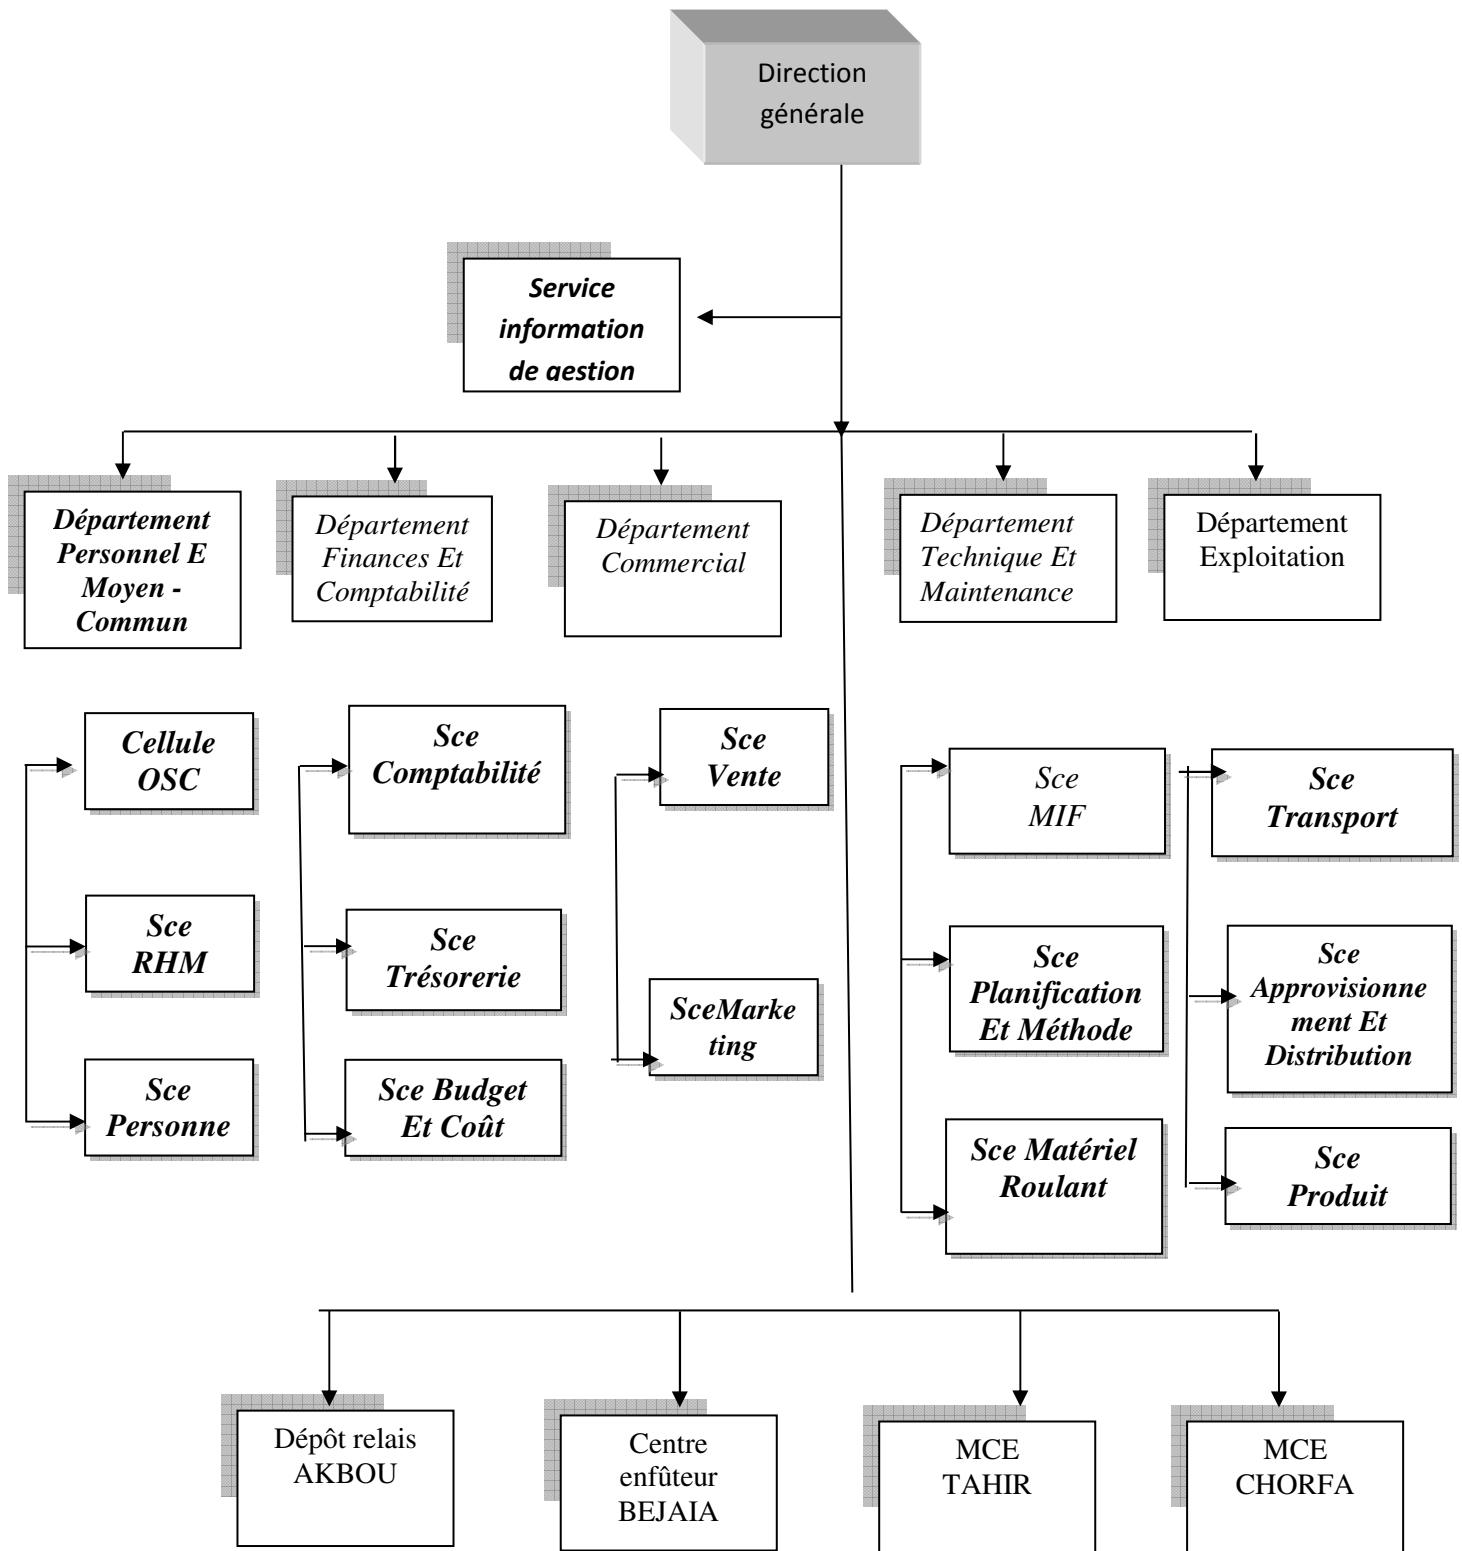 Direction
générale
Service
information
de gestion
Département
Personnel E
Moyen -
Commun
Département
Finances Et
Comptabilité
Département
Commercial
Département
Technique Et
Maintenance
Département
Exploitation
Cellule
OSC
Sce
RHM
Sce
Personne
Sce
Comptabilité
Sce
Trésorerie
Sce Budget
Et Coût
Sce
Vente
SceMarke
ting
Sce
MIF
Sce
Planification
Et Méthode
Sce Matériel
Roulant
Sce
Transport
Sce
Approvisionne
ment Et
Distribution
Sce
Produit
Dépôt relais
AKBOU
Centre
enfûteur
BEJAIA
MCE
TAHIR
MCE
CHORFA